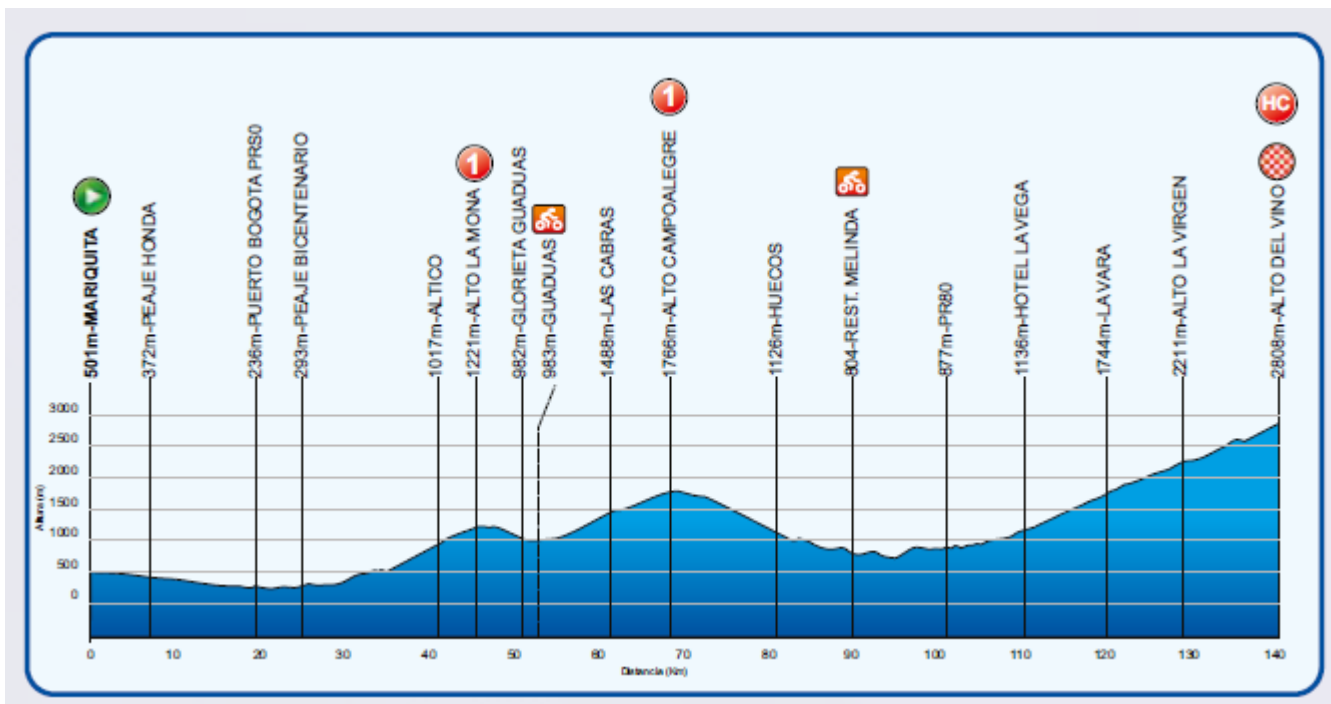 HC
1
1
501m-MARIQUITA
372m-PEAJE HONDA
236m-PUERTO BOGOTA PRS0
293m-PEAJE BICENTENARIO
1017m-ALTICO
1221m-ALTO LA MONA
982m-GLORIETA GUADUAS
983m-GUADUAS
1488m-LAS CABRAS
1766m-ALTO CAMPOALEGRE
1126m-HUECOS
804-REST. MELINDA
877m-PR80
1136m-HOTEL LA VEGA
1744m-LA VARA
2211m-ALTO LA VIRGEN
2808m-ALTO DEL VINO
3000
2500
2000
1500
1000
500
0
Altura (m)
0 10 20 30 40 50 60 70 80 90 100 110 120 130 140
Distancia (Km)